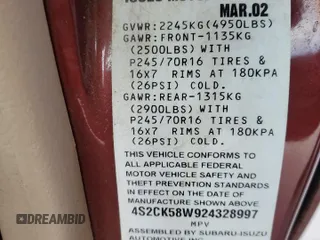 MAR.02
GVWR:2245KG(4950LBS)
GAWR:FRONT-1135KG
(2500LBS) WITH
P245/70R16 TIRES &
16X7 RIMS AT 180KPA
(26PSI) COLD.
GAWR:REAR-1315KG
(2900LBS) WITH
P245/70R16 TIRES &
16X7 RIMS AT 180KPA
(26PSI) COLD.
THIS VEHICLE CONFORMS TO
ALL APPLICABLE FEDERAL
MOTOR VEHICLE SAFETY AND
THEFT STANDARDS
IN EFFECT ON THE DATE OF
MANUFACTURE SHOWN ABOVE
4S2CK58W924328997
MPV
ASSEMBLED BY SUBARU-ISUZU
AUTOMOTIVE INC.
DREAMBID